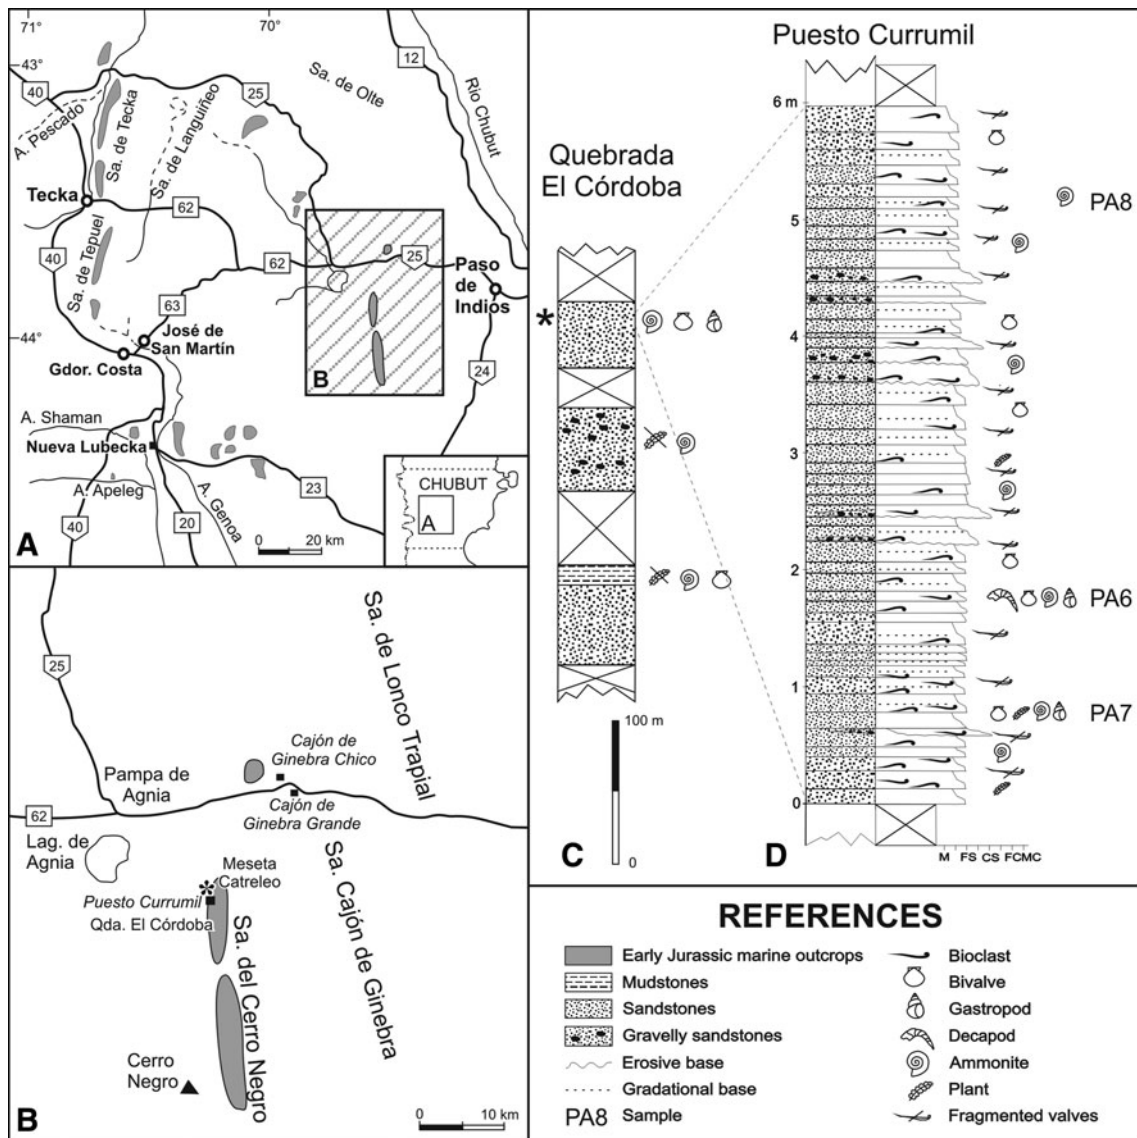 71°
70°
43°
44°
40
A. Pescado
Sa. de Tecka
Sa. de Languiñeo
25
Sa. de Olte
12
Rio Chubut
Tecka
62
40
Sa. de Tepuel
62
25
Paso de
Indios
63
José de
San Martín
Gdor. Costa
B
24
A. Shaman
Nueva Lubecka
A. Apeleg
A. Genoa
23
40
20
0 20 km
CHUBUT
A
A
25
Sa. de Lonco Trapial
Cajón de
Ginebra Chico
Pampa de
Agnia
62
Cajón de
Ginebra Grande
Lag. de
Agnia
Meseta
Catreleo
*
Puesto Currumil
Qda. El Córdoba
Sa. del Cerro Negro
Sa. Cajón de Ginebra
Cerro
Negro
0 10 km
B
Quebrada
El Córdoba
*
100 m
0
C
Puesto Currumil
6 m
5
4
3
2
1
0
PA8
PA6
PA7
M FS CS FC MC
D
REFERENCES
Early Jurassic marine outcrops
Mudstones
Sandstones
Gravelly sandstones
Erosive base
Gradational base
PA8 Sample
Bioclast
Bivalve
Gastropod
Decapod
Ammonite
Plant
Fragmented valves